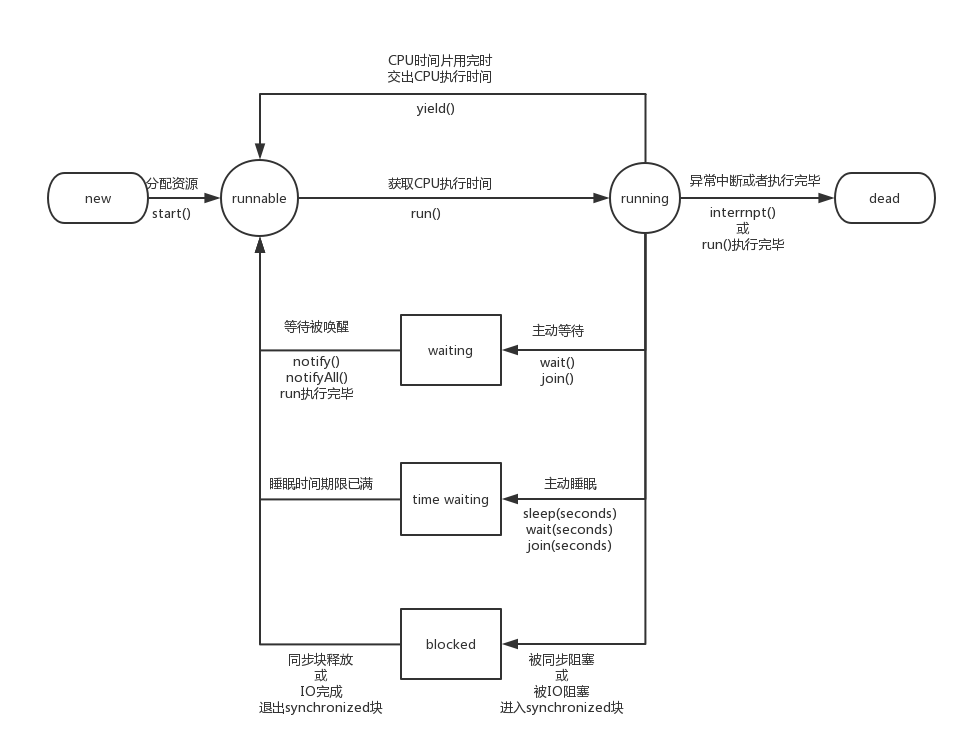 CPU时间片用完时
交出CPU执行时间
yield()
new
分配资源
start()
runnable
获取CPU执行时间
run()
running
异常中断或者执行完毕
interrnpt()
或
run()执行完毕
dead
等待被唤醒
notify()
notifyAll()
run执行完毕
waiting
主动等待
wait()
join()
睡眠时间期限已满
time waiting
主动睡眠
sleep(seconds)
wait(seconds)
join(seconds)
blocked
同步块释放
或
IO完成
退出synchronized块
被同步阻塞
或
被IO阻塞
进入synchronized块